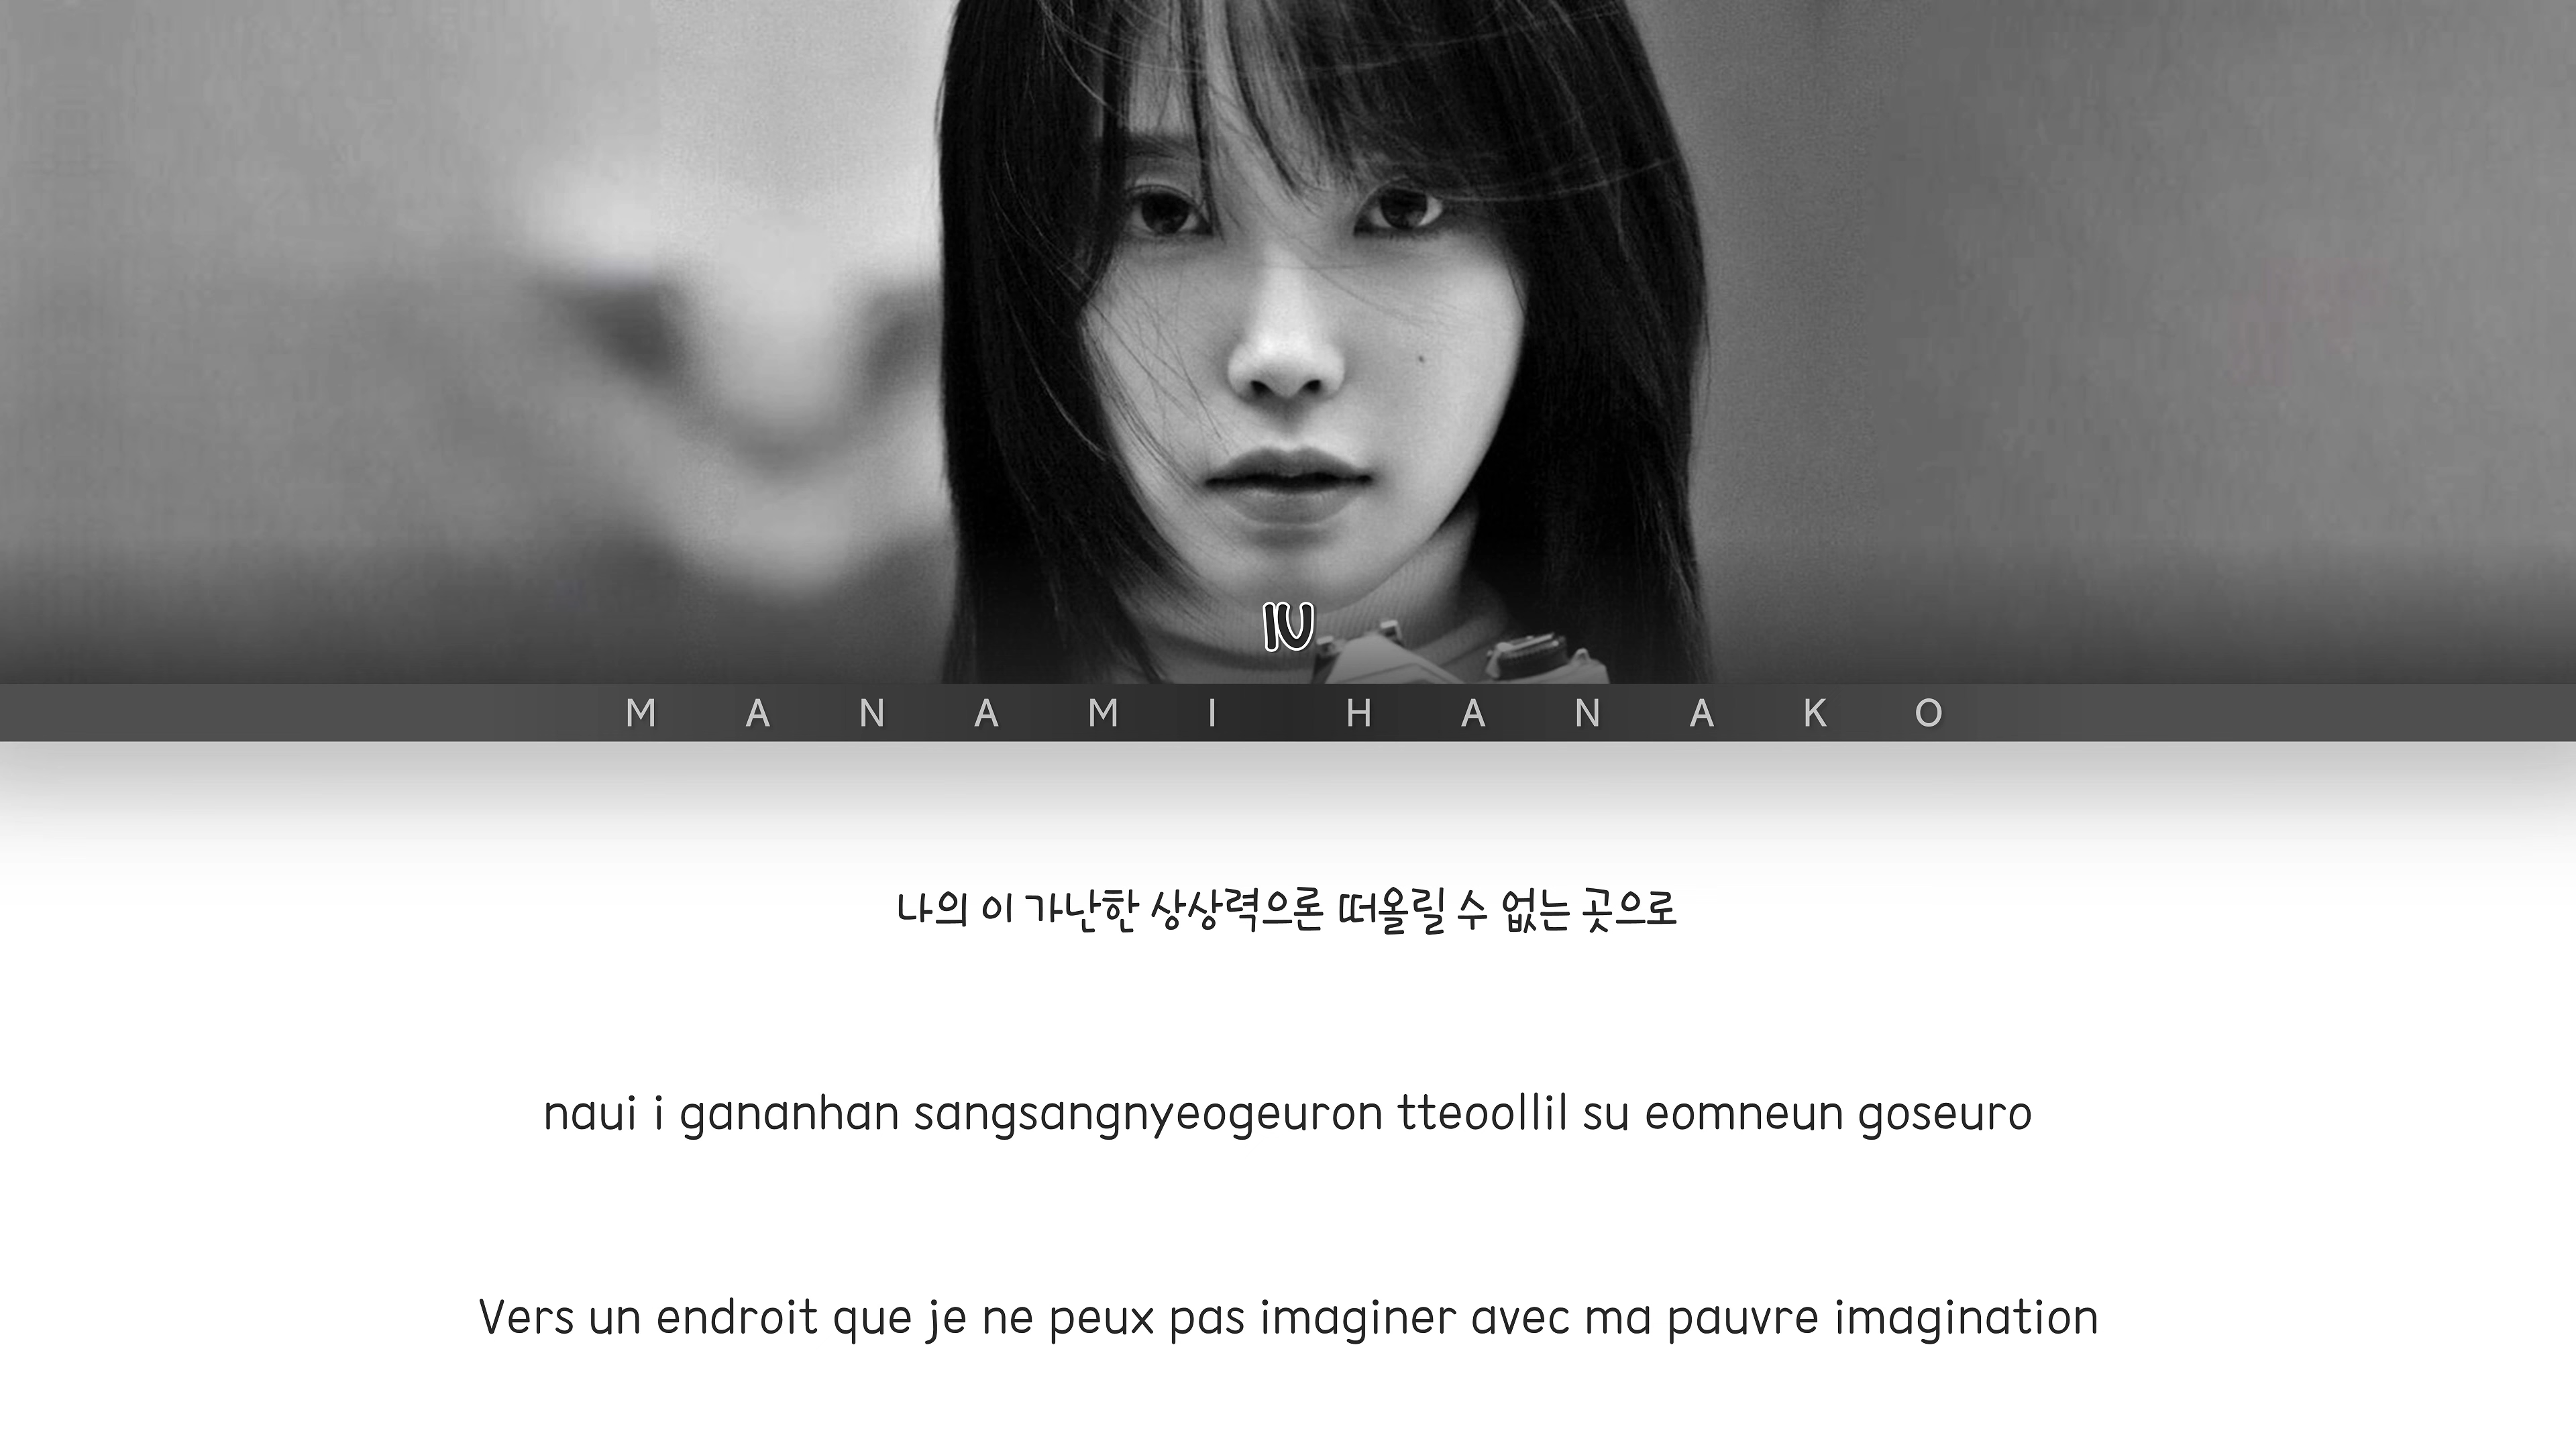 IU
MANAMI HANAKO
나의 이 가난한 상상력으론 떠올릴 수 없는 곳으로
naui i gananhan sangsangnyeogeuron tteoollil su eomneun goseuro
Vers un endroit que je ne peux pas imaginer avec ma pauvre imagination